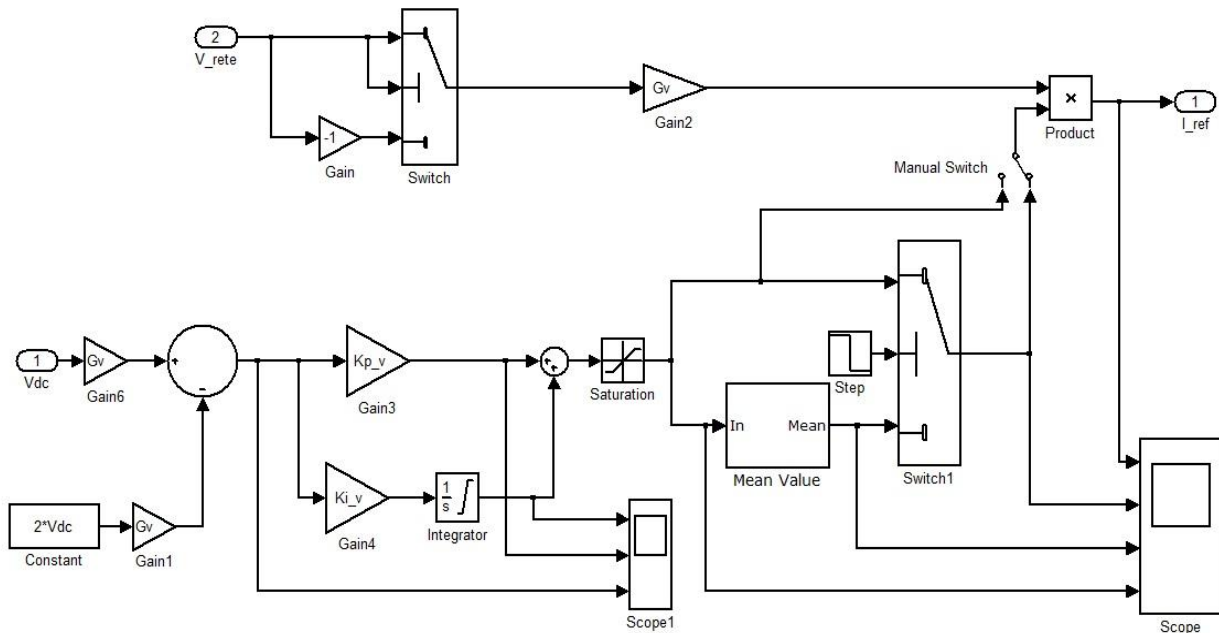 2
V_rete
-1
Gain
Switch
Gv
Gain2
×
Product
1
I_ref
Manual Switch
1
Vdc
Gv
Gain6
+
-
Kp_v
Gain3
+
+
Saturation
Step
In
Mean
Mean Value
Switch1
2*Vdc
Constant
Gv
Gain1
Ki_v
Gain4
1
s
Integrator
Scope1
Scope